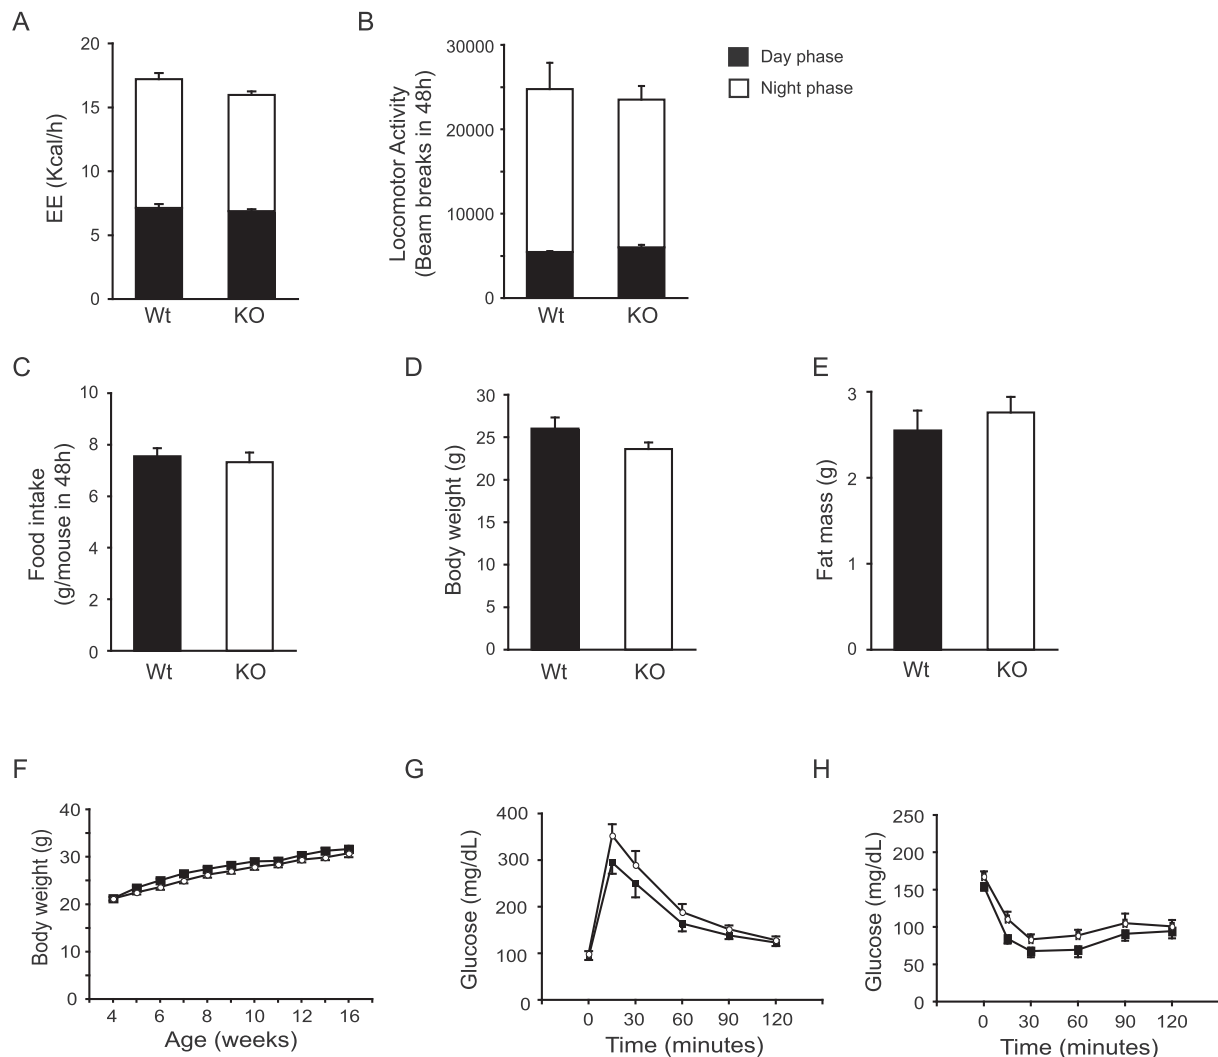 A
20
15
10
5
0
EE (Kcal/h)
Wt KO
B
30000
20000
10000
0
Locomotor Activity
(Beam breaks in 48h)
Wt KO
Day phase
Night phase
C
10
8
6
4
2
0
Food intake
(g/mouse in 48h)
Wt KO
D
30
25
20
15
10
5
0
Body weight (g)
Wt KO
E
3
2
1
0
Fat mass (g)
Wt KO
F
40
30
20
10
0
Body weight (g)
4 6 8 10 12 16
Age (weeks)
G
400
300
200
100
0
Glucose (mg/dL)
0 30 60 90 120
Time (minutes)
H
250
200
150
100
50
0
Glucose (mg/dL)
0 30 60 90 120
Time (minutes)